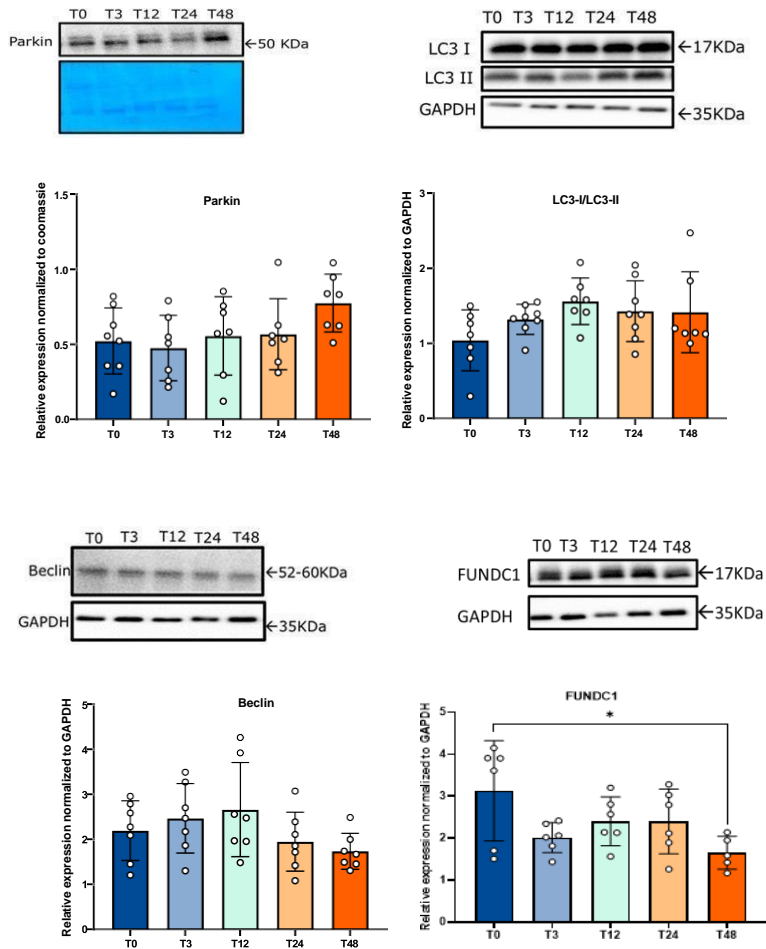 T0 T3 T12 T24 T48
Parkin
←50 KDa
T0 T3 T12 T24 T48
LC3 I
←17KDa
LC3 II
GAPDH
←35KDa
Parkin
Relative expression normalized to coomassie
1.5
1.0
0.5
0.0
T0 T3 T12 T24 T48
LC3-I/LC3-II
Relative expression normalized to GAPDH
3
2
1
0
T0 T3 T12 T24 T48
T0 T3 T12 T24 T48
Beclin
←52-60KDa
GAPDH
←35KDa
T0 T3 T12 T24 T48
FUNDC1
←17KDa
GAPDH
←35KDa
Beclin
Relative expression normalized to GAPDH
5
4
3
2
1
0
T0 T3 T12 T24 T48
FUNDC1
*
Relative expression normalized to GAPDH
5
4
3
2
1
0
T0 T3 T12 T24 T48